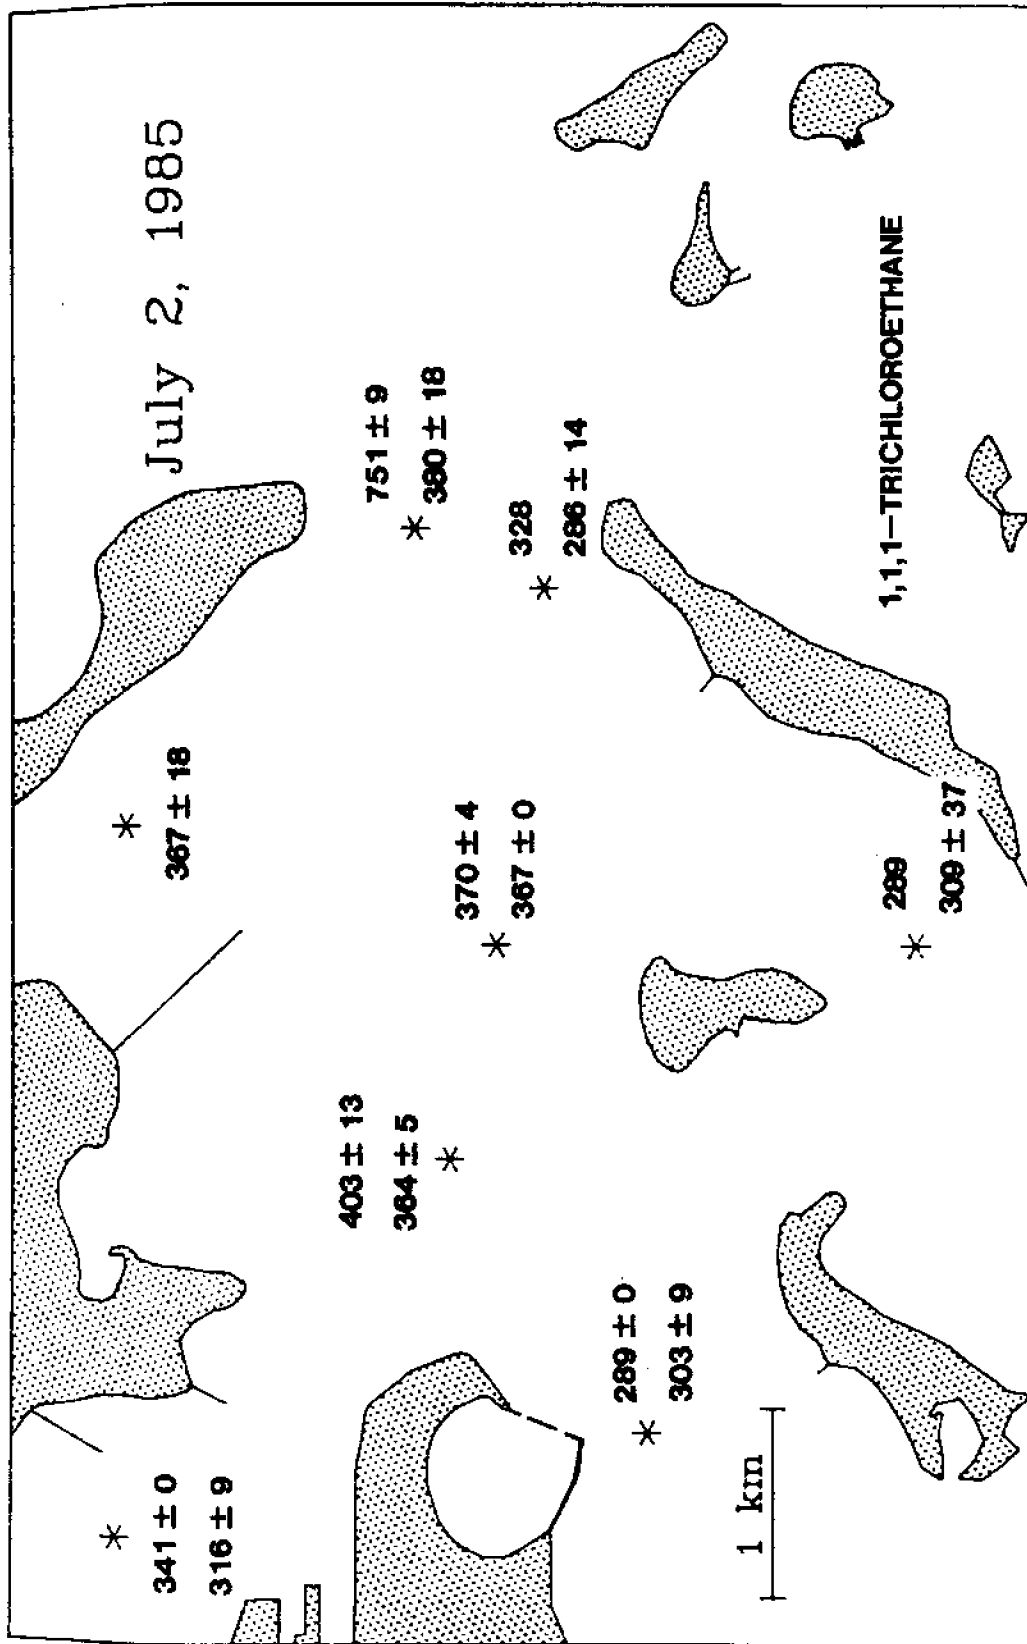 July 2, 1985
341 ± 0
316 ± 9
367 ± 18
403 ± 13
364 ± 5
751 ± 9
380 ± 18
370 ± 4
367 ± 0
328
286 ± 14
289 ± 0
303 ± 9
289
309 ± 37
1 km
1,1,1—TRICHLOROETHANE